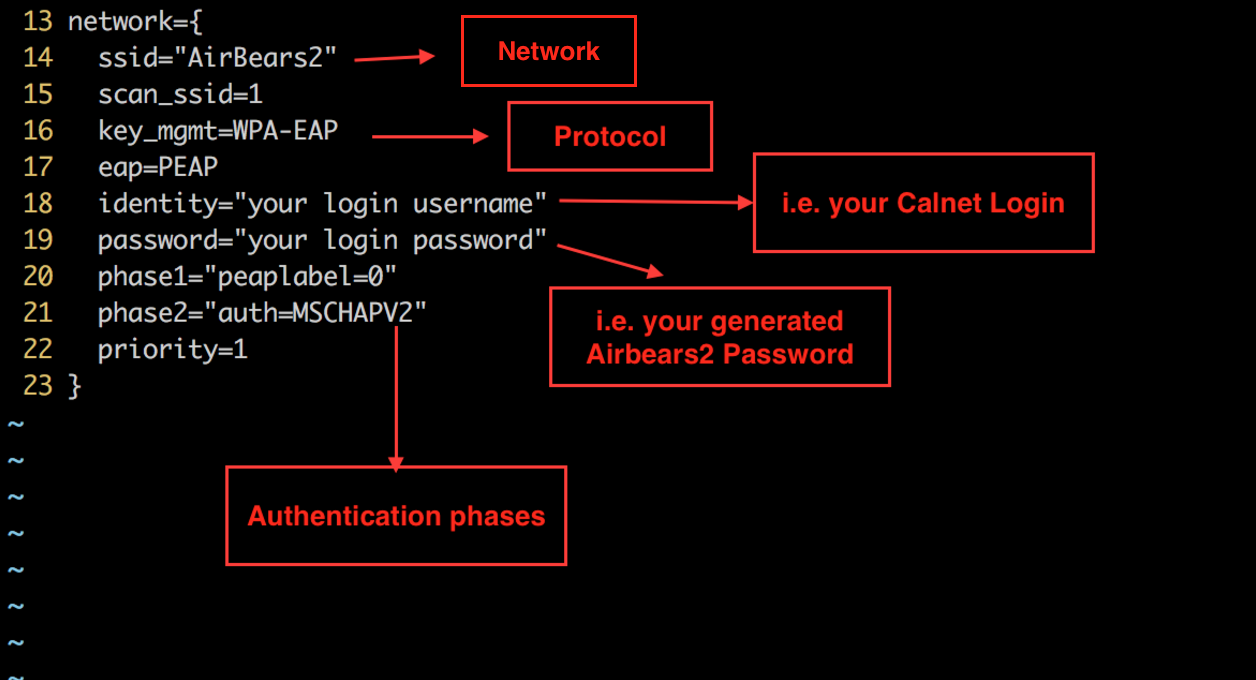 13 network={
14   ssid="AirBears2"
Network
15   scan_ssid=1
16   key_mgmt=WPA-EAP
Protocol
17   eap=PEAP
18   identity="your login username"
i.e. your Calnet Login
19   password="your login password"
20   phase1="peaplabel=0"
21   phase2="auth=MSCHAPV2"
i.e. your generated
Airbears2 Password
22   priority=1
23 }
~
~
~
~
~
~
~
~
Authentication phases